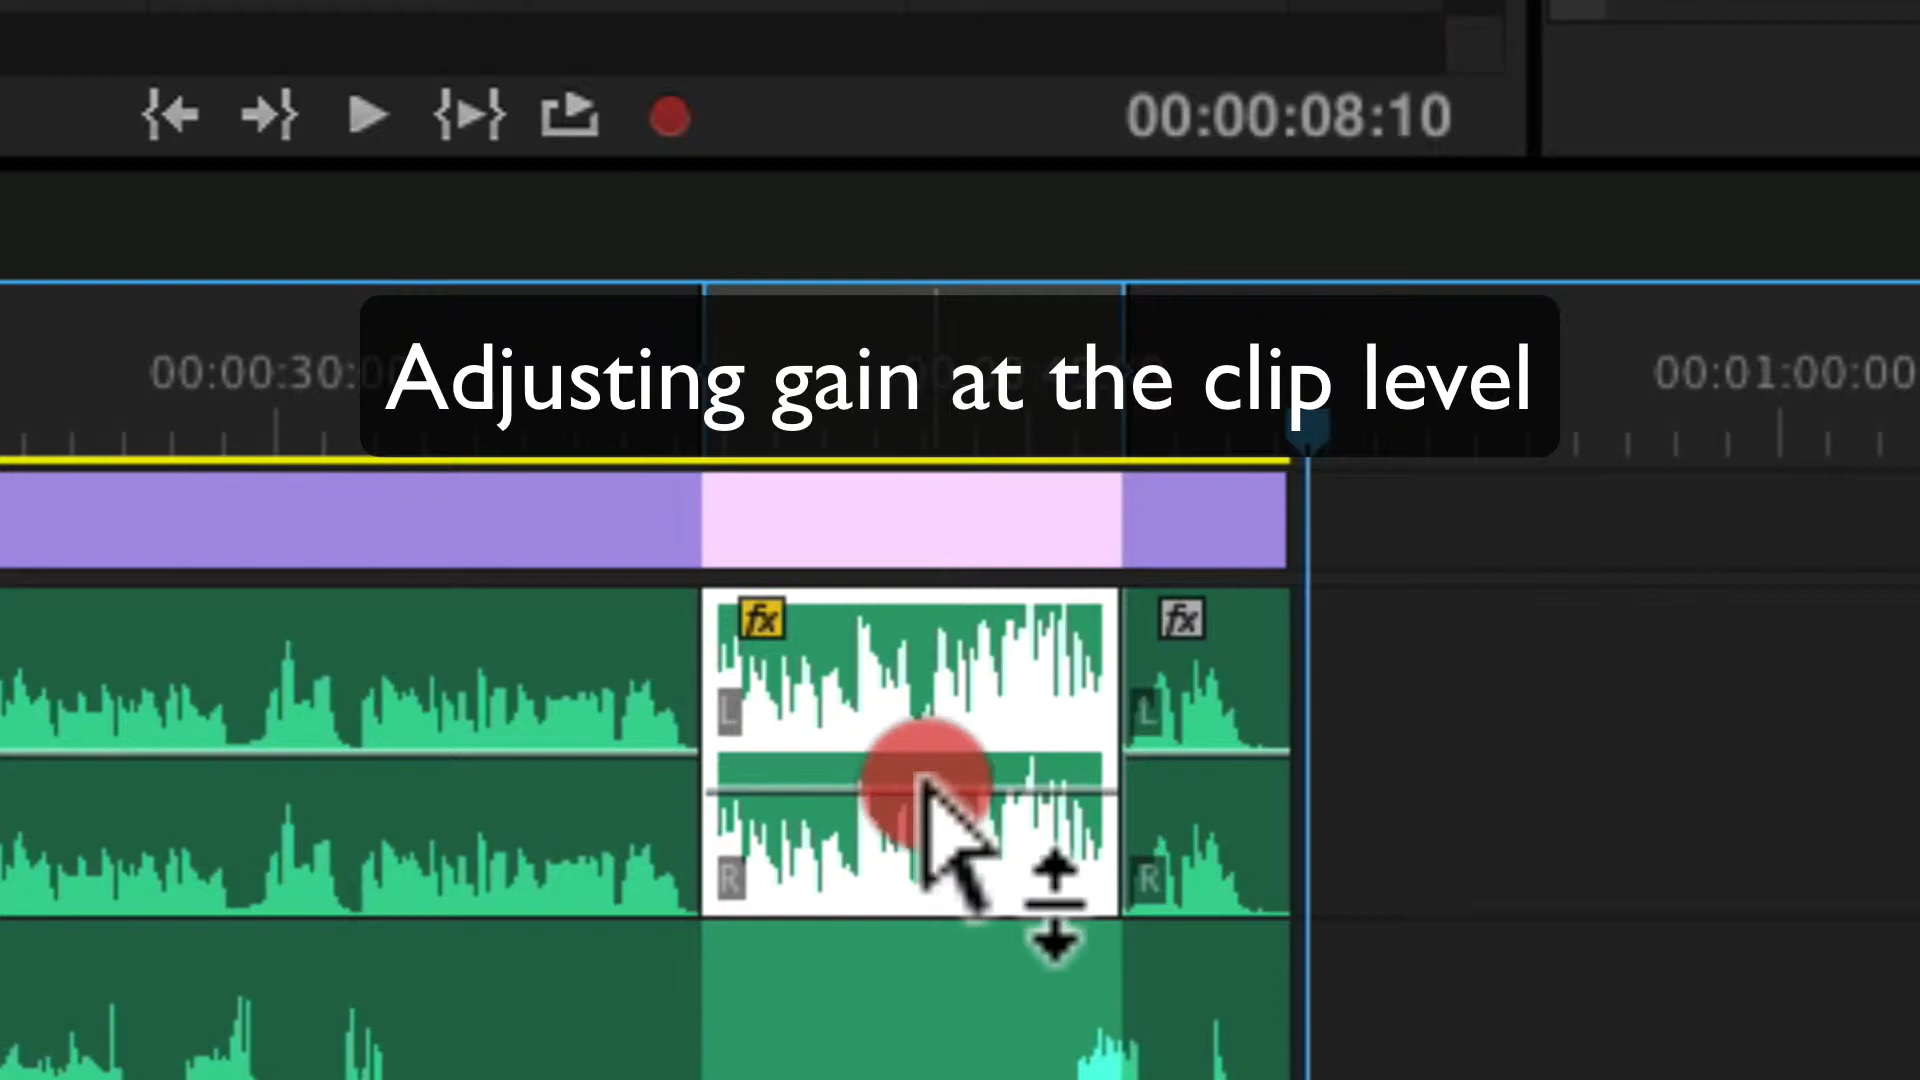 00:00:08:10
00:00:30:00
Adjusting gain at the clip level
00:01:00:00
fx
fx
L
L
R
R